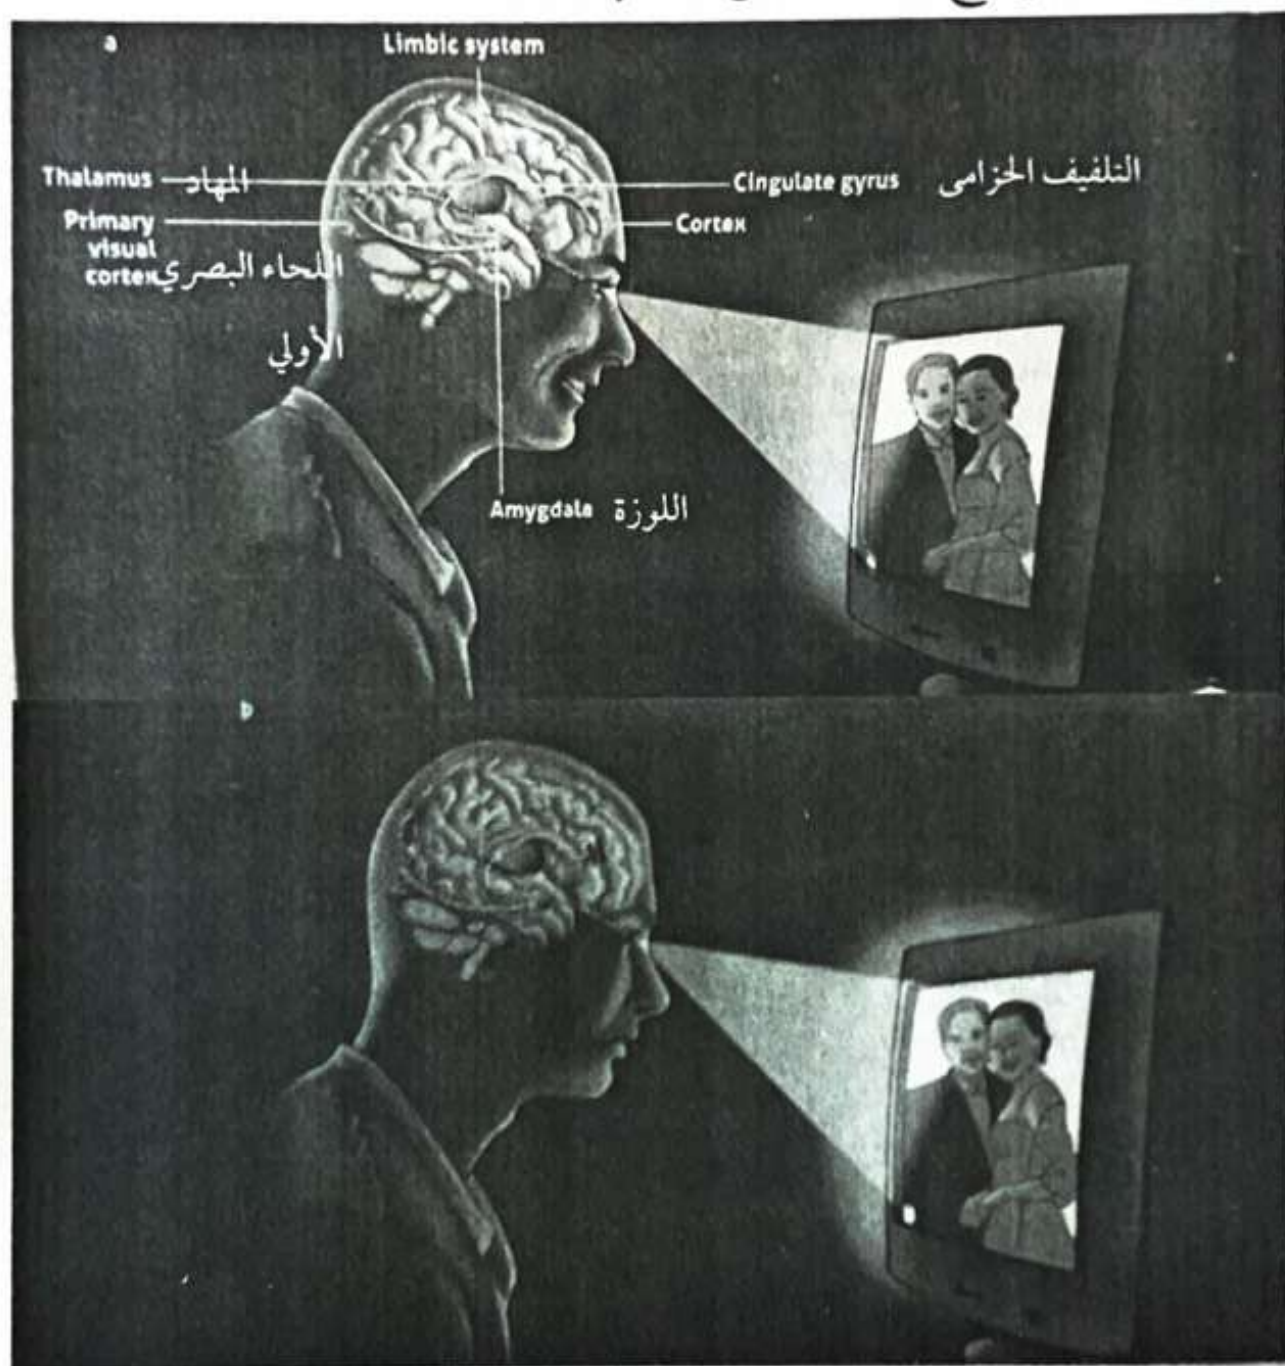 a
Limbic system
Thalamus المهاد
Cingulate gyrus التلفيف الحزامى
Primary
visual
cortex اللحاء البصري
الأولي
Cortex
Amygdala اللوزة
b